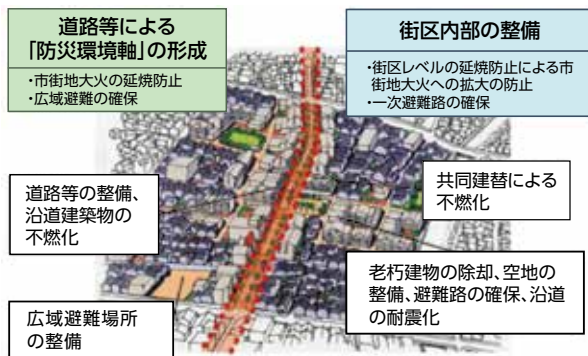 道路等による
「防災環境軸」の形成
・市街地大火の延焼防止
・広域避難の確保
街区内部の整備
・街区レベルの延焼防止による市
街地大火への拡大の防止
・一次避難路の確保
道路等の整備、
沿道建築物の
不燃化
共同建替による
不燃化
老朽建物の除却、空地の
整備、避難路の確保、沿道
の耐震化
広域避難場所
の整備